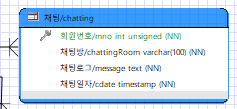 채팅/chatting
회원번호/mno int unsigned (NN)
채팅방/chattingRoom varchar(100) (NN)
채팅로그/message text (NN)
채팅일자/cdate timestamp (NN)